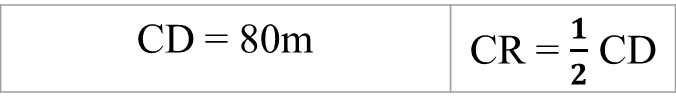 CD = 80m
CR = 1/2 CD